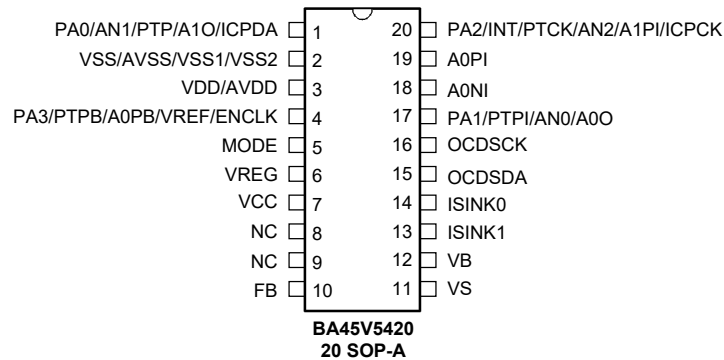 PA0/AN1/PTP/A1O/ICPDA 1 20 PA2/INT/PTCK/AN2/A1PI/ICPCK
VSS/AVSS/VSS1/VSS2 2 19 A0PI
VDD/AVDD 3 18 A0NI
PA3/PTPB/A0PB/VREF/ENCLK 4 17 PA1/PTPI/AN0/A0O
MODE 5 16 OCDSCK
VREG 6 15 OCDSDA
VCC 7 14 ISINK0
NC 8 13 ISINK1
NC 9 12 VB
FB 10 11 VS
BA45V5420
20 SOP-A